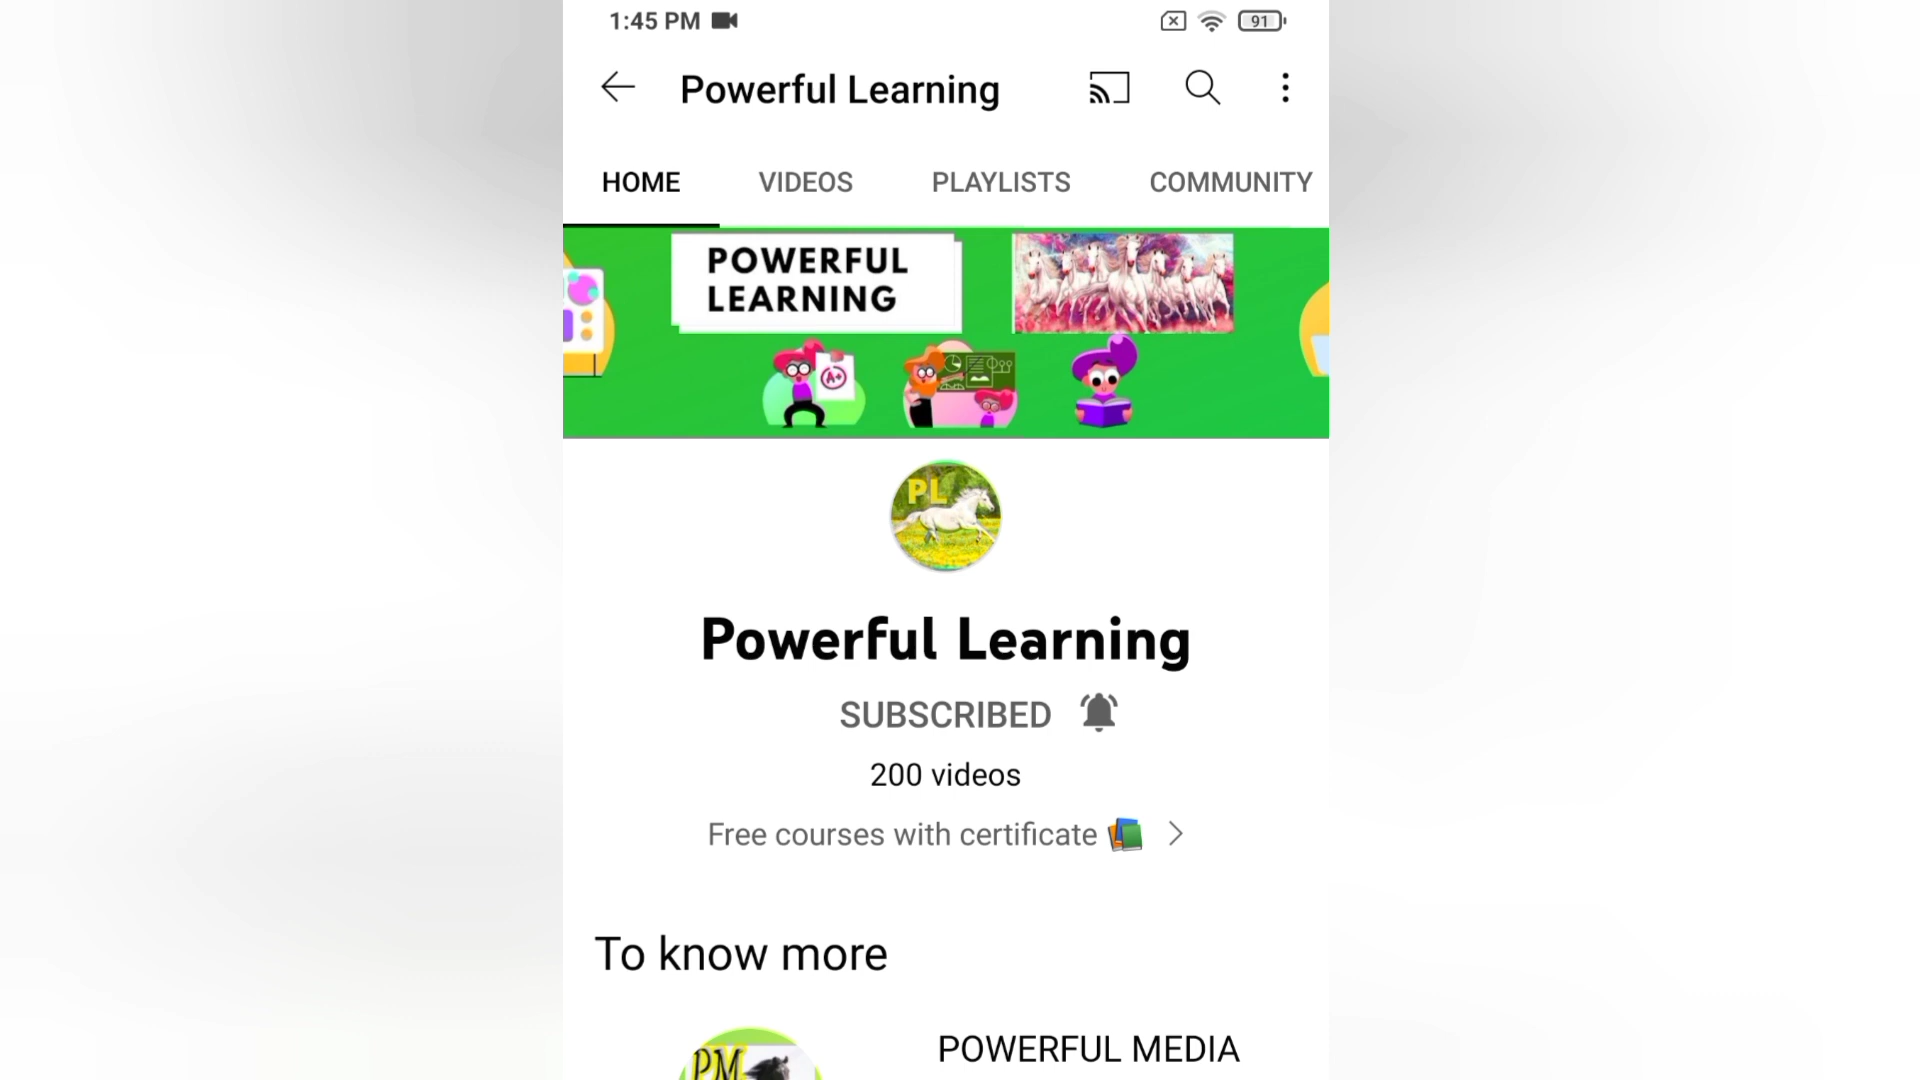 1:45 PM
91
Powerful Learning
HOME VIDEOS PLAYLISTS COMMUNITY
POWERFUL
LEARNING
A+
PL
Powerful Learning
SUBSCRIBED
200 videos
Free courses with certificate
To know more
POWERFUL MEDIA
PM